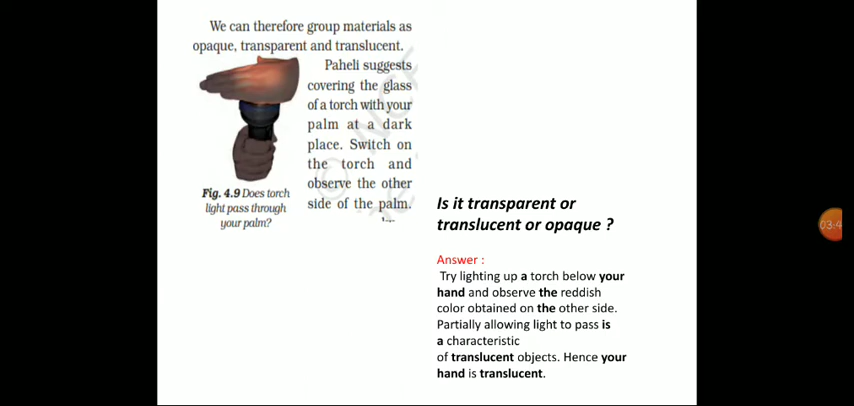 We can therefore group materials as
opaque, transparent and translucent.
Paheli suggests
covering the glass
of a torch with your
palm at a dark
place. Switch on
the torch and
observe the other
side of the palm.
Fig. 4.9 Does torch
light pass through
your palm?
Is it transparent or
translucent or opaque ?
Answer :
Try lighting up a torch below your
hand and observe the reddish
color obtained on the other side.
Partially allowing light to pass is
a characteristic
of translucent objects. Hence your
hand is translucent.